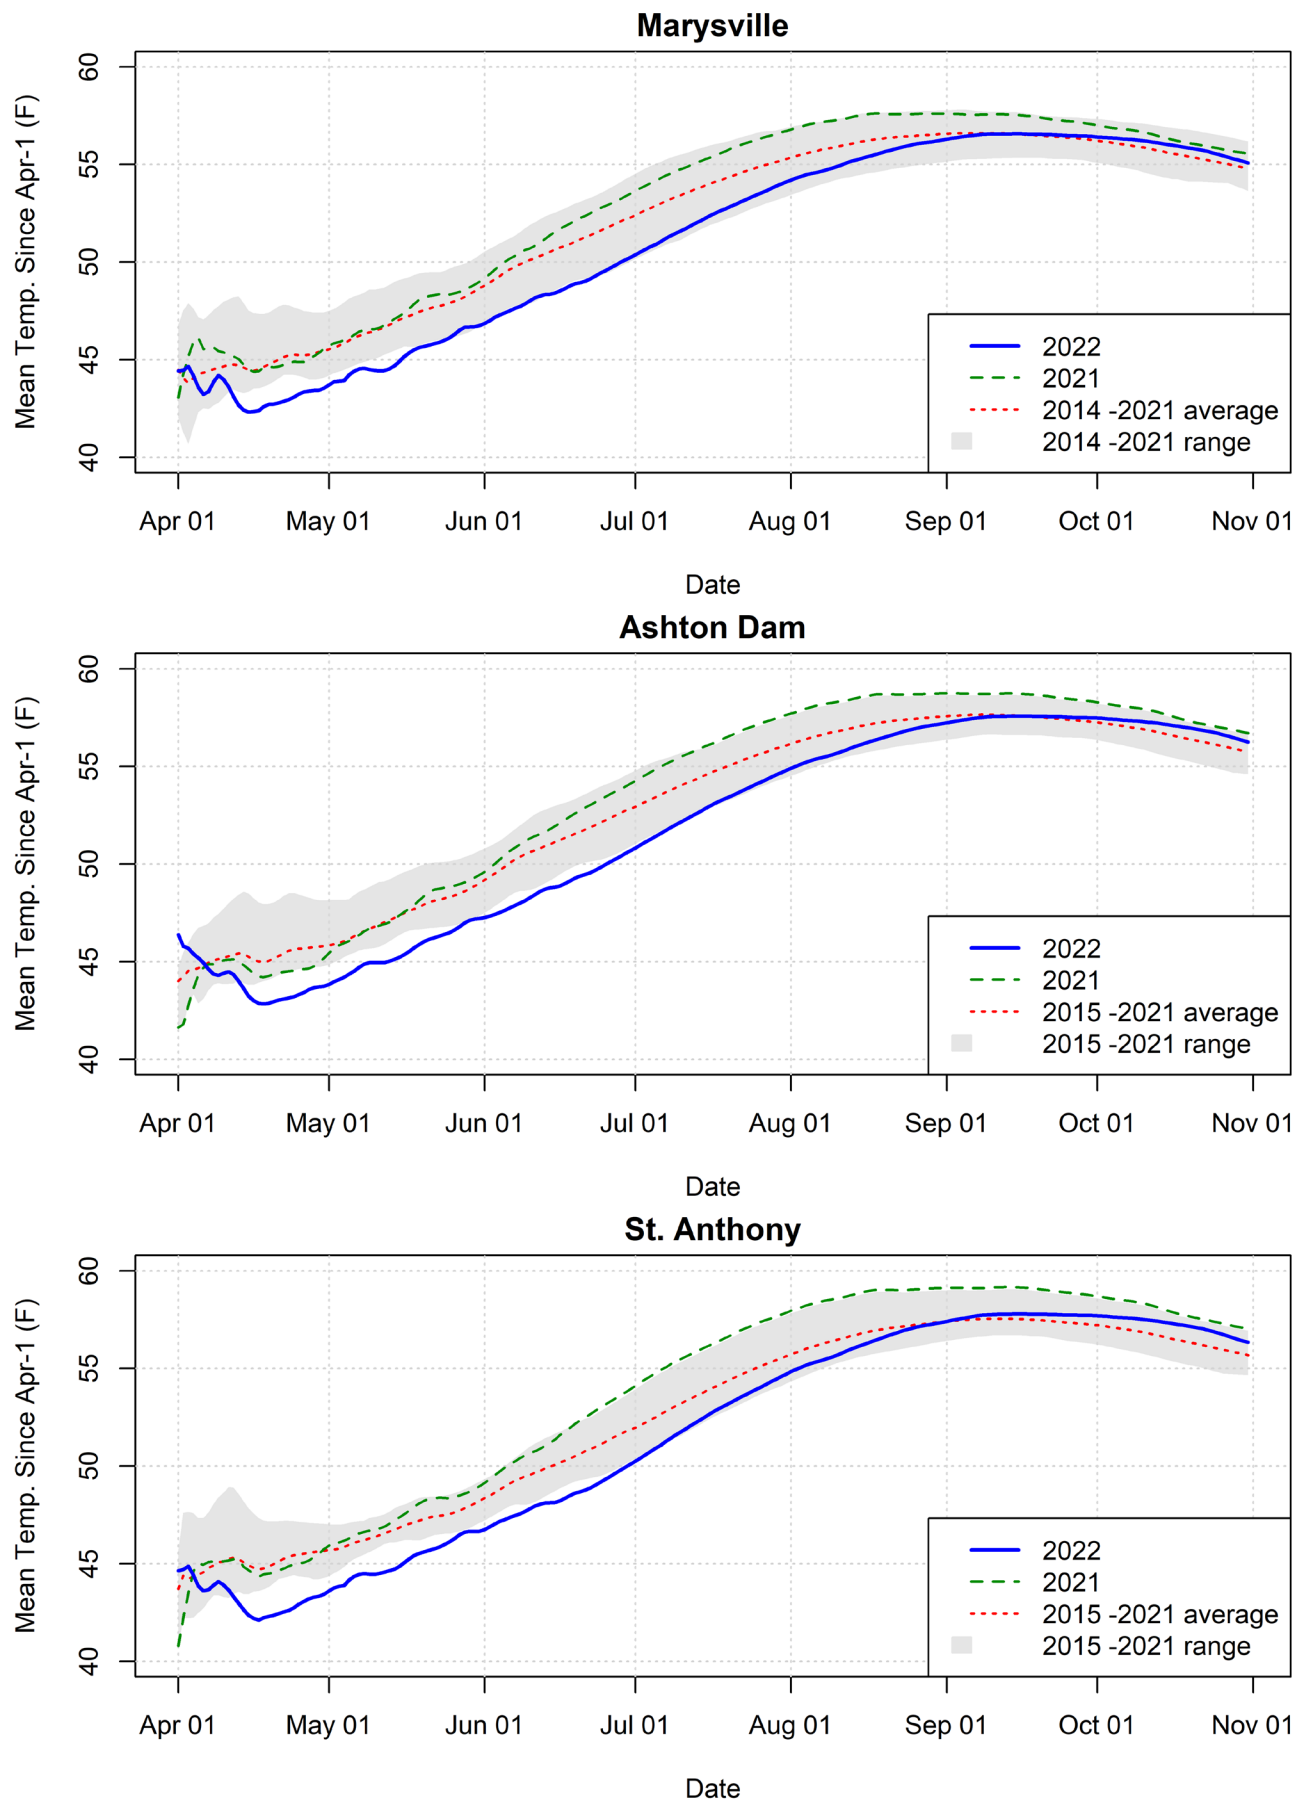 Marysville
Mean Temp. Since Apr-1 (F)
60
55
50
45
40
2022
2021
2014 -2021 average
2014 -2021 range
Apr 01 May 01 Jun 01 Jul 01 Aug 01 Sep 01 Oct 01 Nov 01
Date
Ashton Dam
Mean Temp. Since Apr-1 (F)
60
55
50
45
40
2022
2021
2015 -2021 average
2015 -2021 range
Apr 01 May 01 Jun 01 Jul 01 Aug 01 Sep 01 Oct 01 Nov 01
Date
St. Anthony
Mean Temp. Since Apr-1 (F)
60
55
50
45
40
2022
2021
2015 -2021 average
2015 -2021 range
Apr 01 May 01 Jun 01 Jul 01 Aug 01 Sep 01 Oct 01 Nov 01
Date